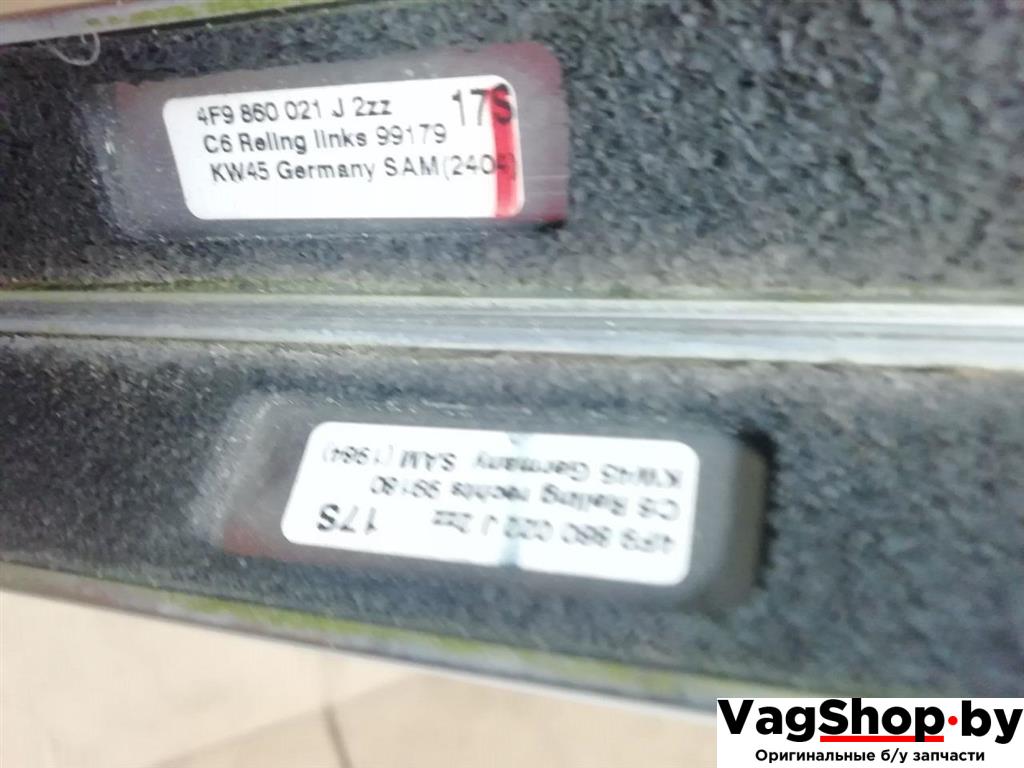 4F9 860 021 J 2zz 17S
C6 Reling links 99179
KW45 Germany SAM (2404)
4F9 860 022 J 2zz 17S
C6 Reling rechts 99180
KW45 Germany SAM (1984)
VagShop.by
Оригинальные б/у запчасти